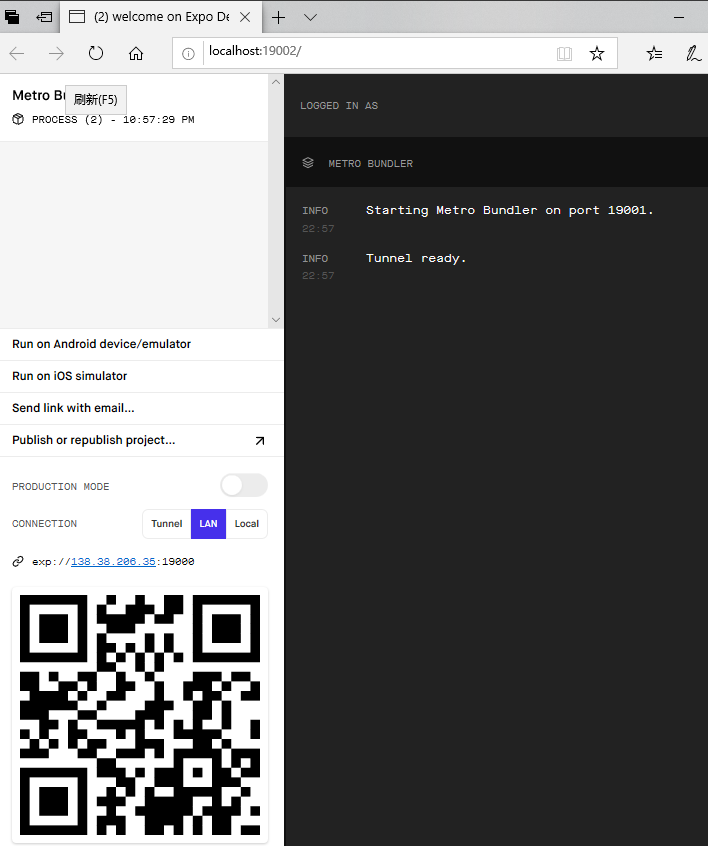 (2) welcome on Expo De
localhost:19002/
Metro Bu
刷新(F5)
PROCESS (2) - 10:57:29 PM
Run on Android device/emulator
Run on iOS simulator
Send link with email...
Publish or republish project...
PRODUCTION MODE
CONNECTION
Tunnel LAN Local
exp://138.38.206.35:19000
LOGGED IN AS
METRO BUNDLER
INFO Starting Metro Bundler on port 19001.
22:57
INFO Tunnel ready.
22:57